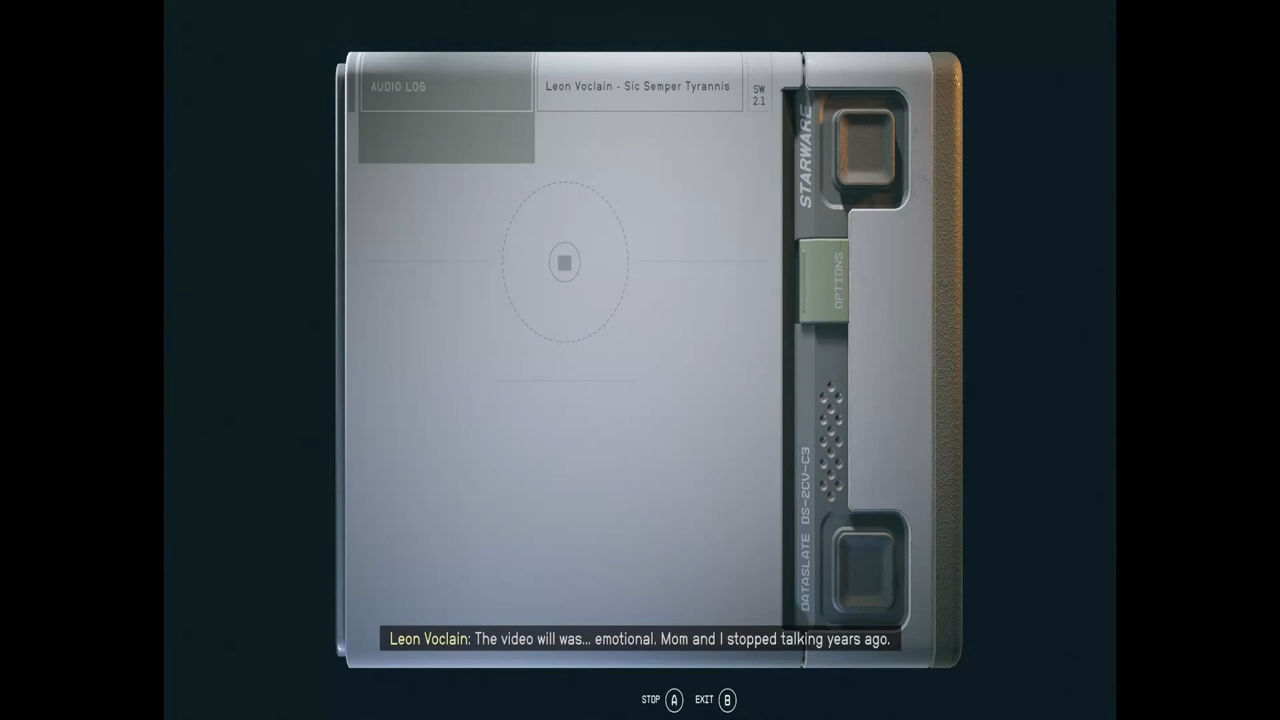 AUDIO LOG
Leon Voclain - Sic Semper Tyrannis
SW
2.1
STARWARE
OPTIONS
DATASLATE DS-2CV-C3
Leon Voclain: The video will was... emotional. Mom and I stopped talking years ago.
STOP A EXIT B